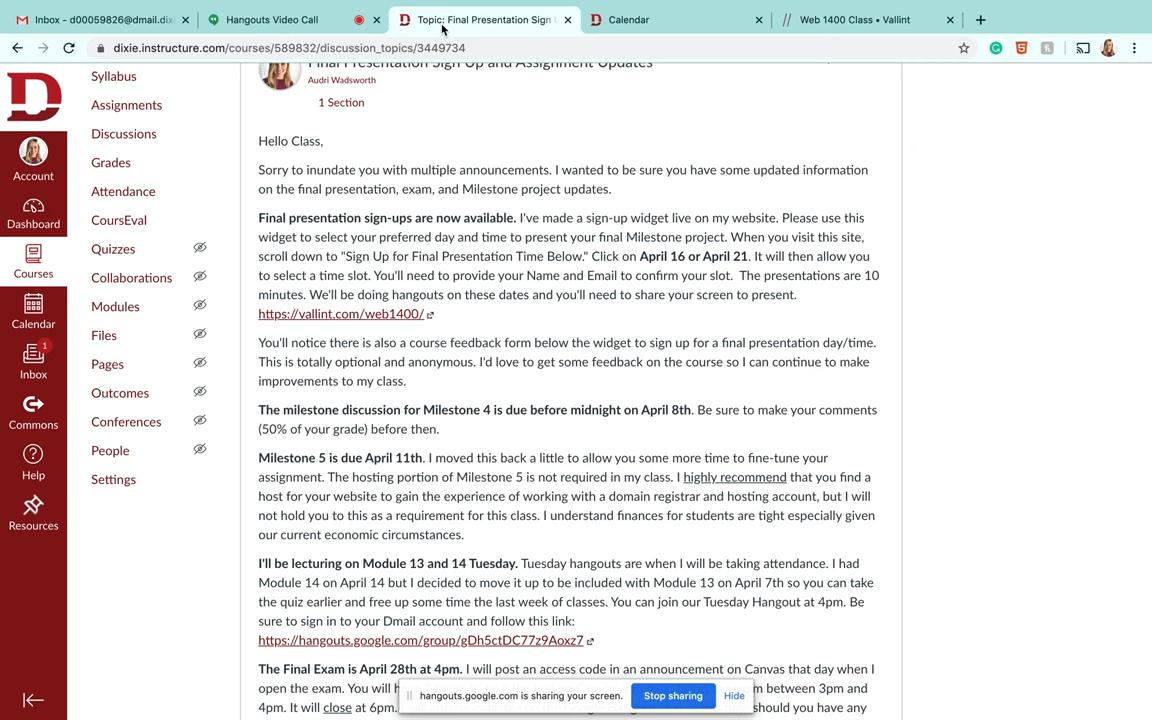 Inbox - d00059826@dmail.dix
Hangouts Video Call
Topic: Final Presentation Sign
Calendar
Web 1400 Class • Vallint
dixie.instructure.com/courses/589832/discussion_topics/3449734
D
Account
Dashboard
Courses
Calendar
1
Inbox
Commons
Help
Resources
Syllabus
Assignments
Discussions
Grades
Attendance
CoursEval
Quizzes
Collaborations
Modules
Files
Pages
Outcomes
Conferences
People
Settings
Final Presentation Sign Up and Assignment Updates
Audri Wadsworth
1 Section
Hello Class,
Sorry to inundate you with multiple announcements. I wanted to be sure you have some updated information
on the final presentation, exam, and Milestone project updates.
Final presentation sign-ups are now available. I've made a sign-up widget live on my website. Please use this
widget to select your preferred day and time to present your final Milestone project. When you visit this site,
scroll down to "Sign Up for Final Presentation Time Below." Click on April 16 or April 21. It will then allow you
to select a time slot. You'll need to provide your Name and Email to confirm your slot. The presentations are 10
minutes. We'll be doing hangouts on these dates and you'll need to share your screen to present.
https://vallint.com/web1400/
You'll notice there is also a course feedback form below the widget to sign up for a final presentation day/time.
This is totally optional and anonymous. I'd love to get some feedback on the course so I can continue to make
improvements to my class.
The milestone discussion for Milestone 4 is due before midnight on April 8th. Be sure to make your comments
(50% of your grade) before then.
Milestone 5 is due April 11th. I moved this back a little to allow you some more time to fine-tune your
assignment. The hosting portion of Milestone 5 is not required in my class. I highly recommend that you find a
host for your website to gain the experience of working with a domain registrar and hosting account, but I will
not hold you to this as a requirement for this class. I understand finances for students are tight especially given
our current economic circumstances.
I'll be lecturing on Module 13 and 14 Tuesday. Tuesday hangouts are when I will be taking attendance. I had
Module 14 on April 14 but I decided to move it up to be included with Module 13 on April 7th so you can take
the quiz earlier and free up some time the last week of classes. You can join our Tuesday Hangout at 4pm. Be
sure to sign in to your Dmail account and follow this link:
https://hangouts.google.com/group/gDh5ctDC77z9Aoxz7
The Final Exam is April 28th at 4pm. I will post an access code in an announcement on Canvas that day when I
open the exam. You will between 3pm and
4pm. It will close at 6pm. should you have any
hangouts.google.com is sharing your screen.
Stop sharing
Hide